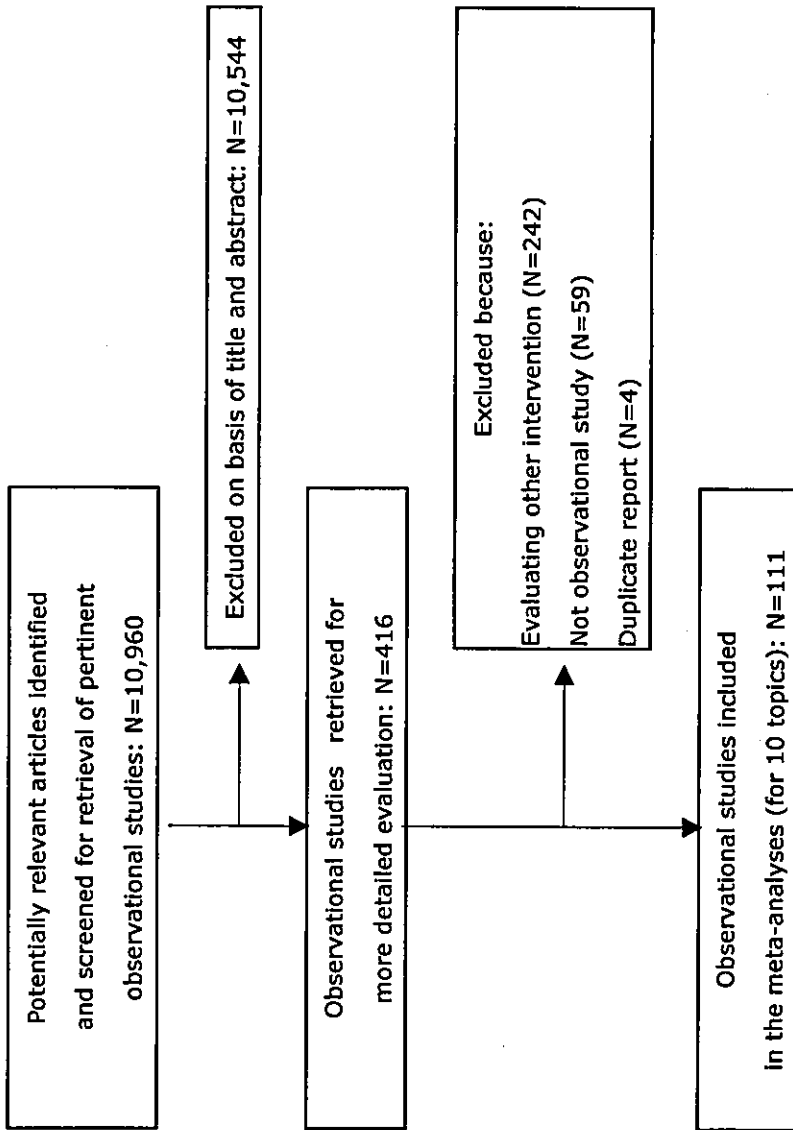 Potentially relevant articles identified
and screened for retrieval of pertinent
observational studies: N=10,960
Excluded on basis of title and abstract: N=10,544
Observational studies retrieved for
more detailed evaluation: N=416
Excluded because:
Evaluating other intervention (N=242)
Not observational study (N=59)
Duplicate report (N=4)
Observational studies included
in the meta-analyses (for 10 topics): N=111